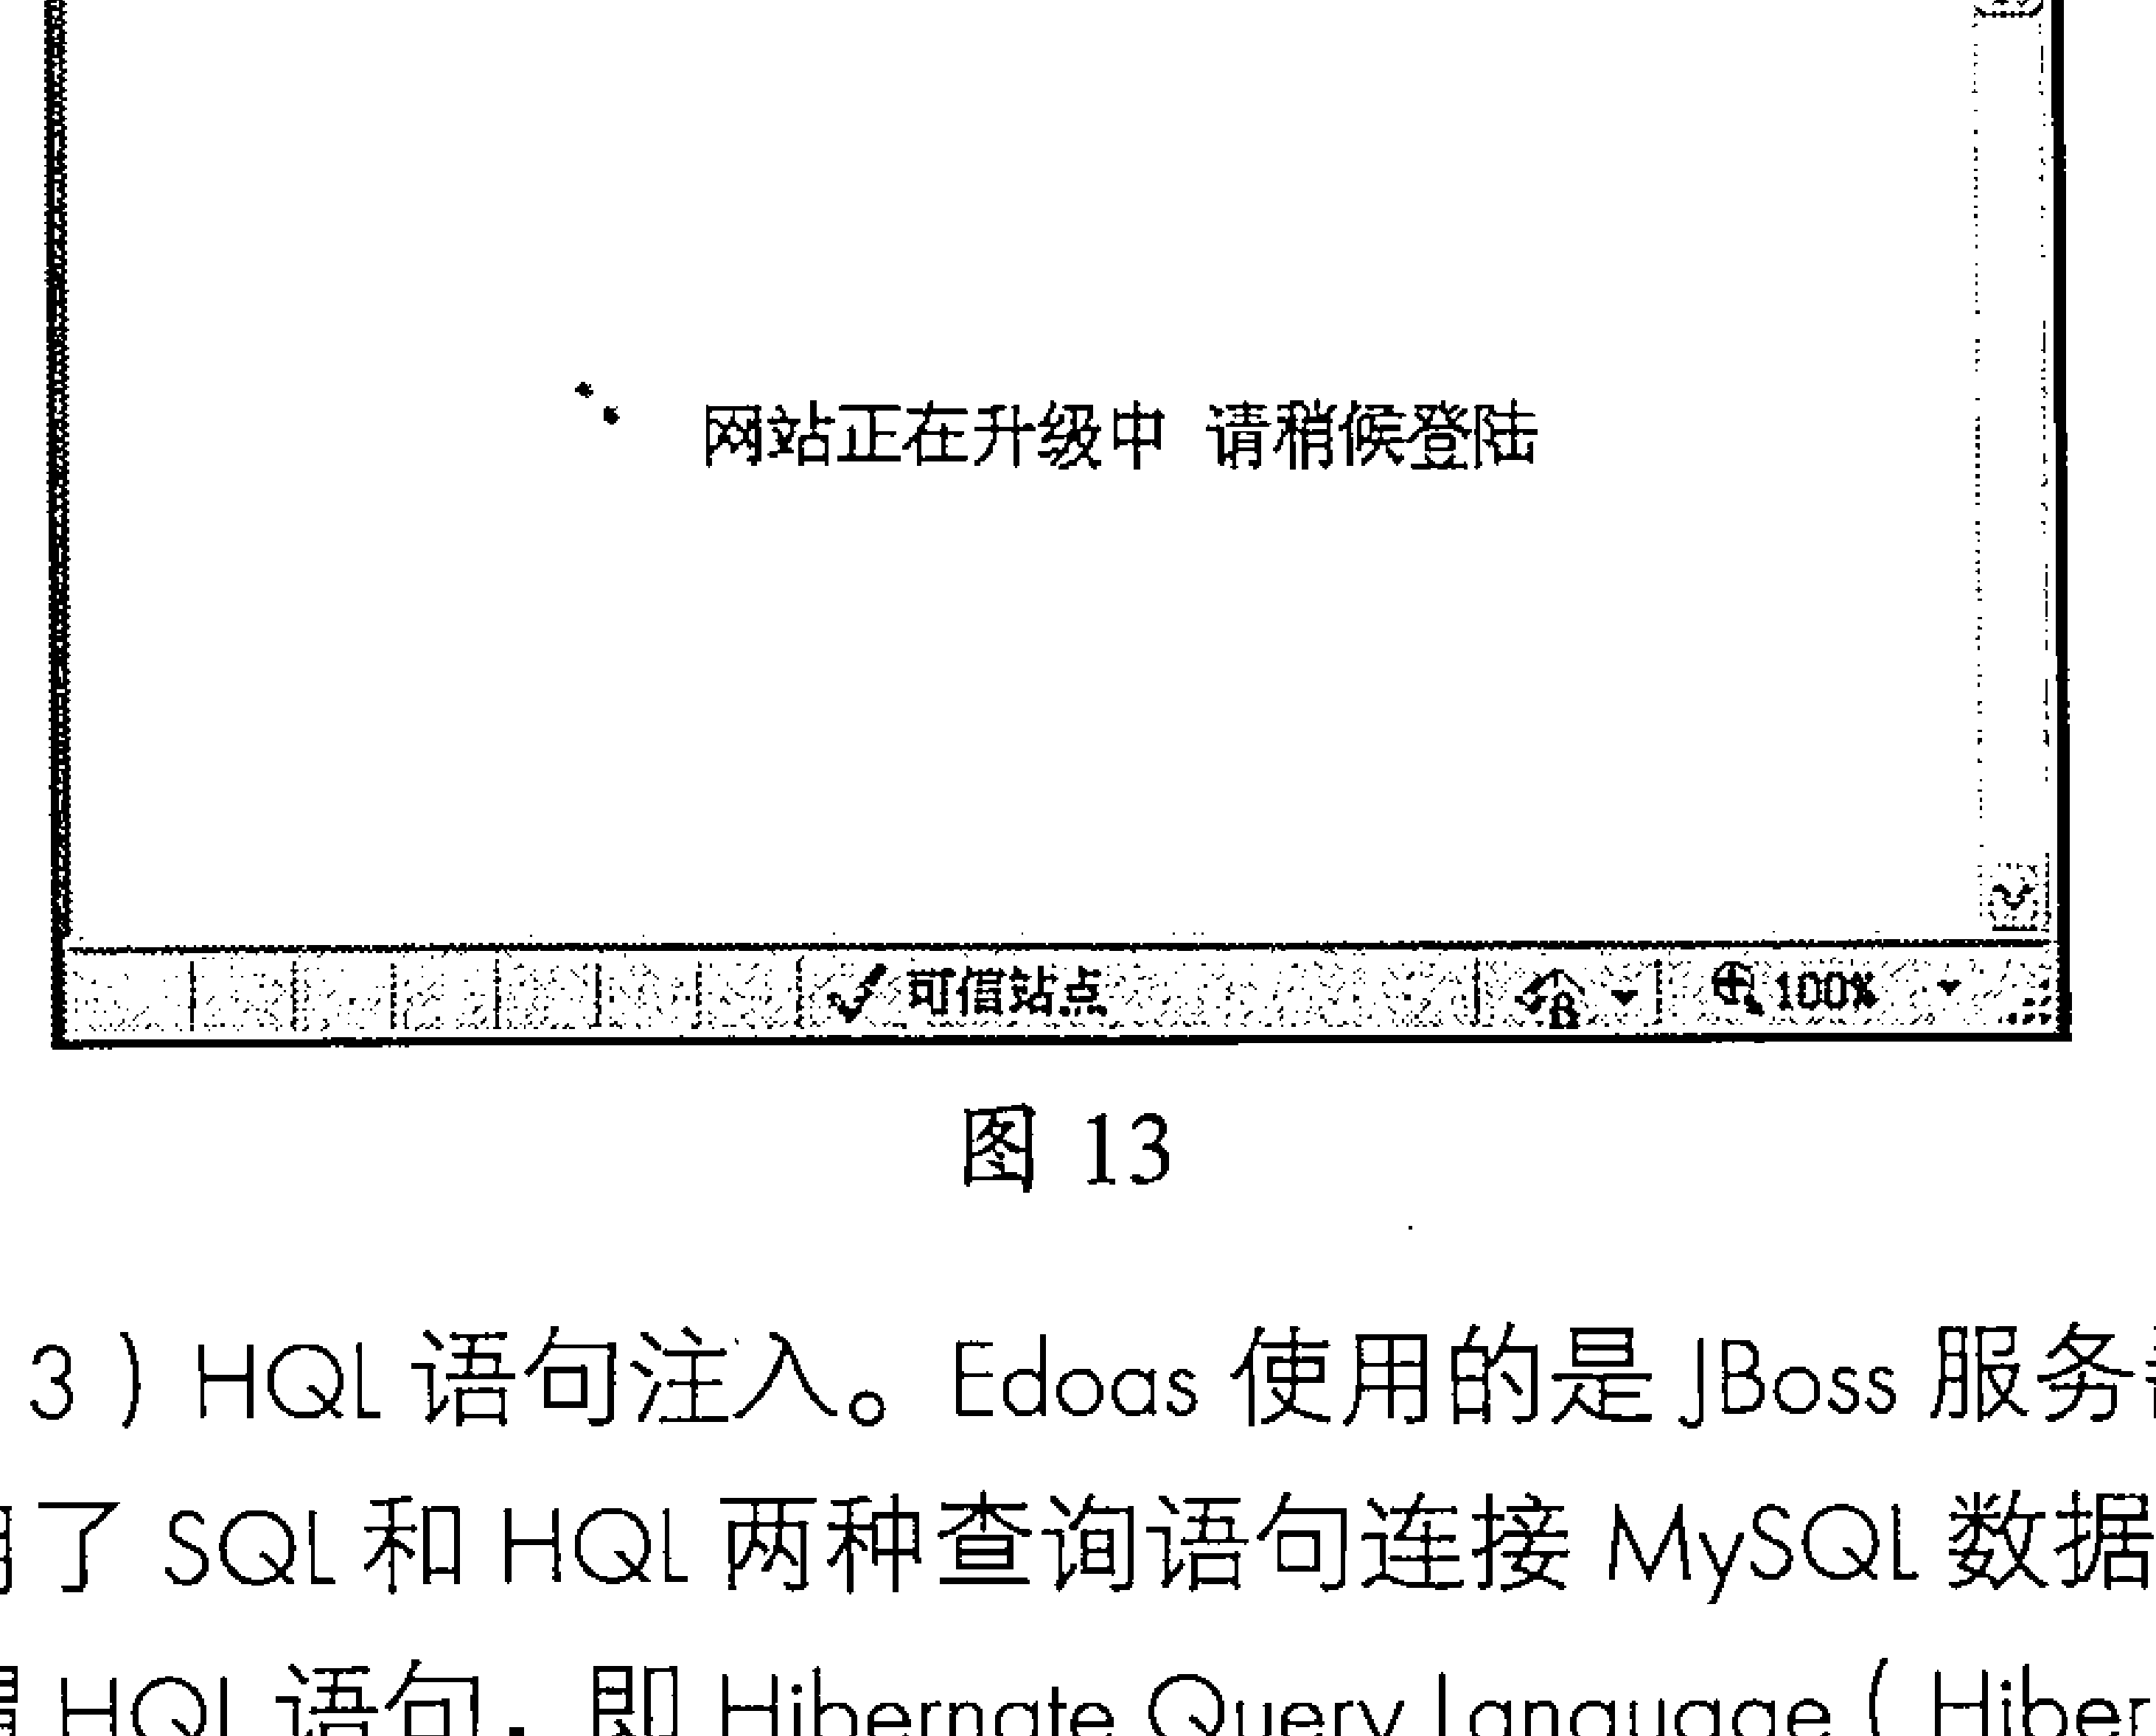 网站正在升级中 请稍候登陆
可信站点 100%
图 13
3）HQL 语句注入。Edoas 使用的是 JBoss 服务
了 SQL 和 HQL 两种查询语句连接 MySQL 数据
HQL 语句，即 Hibernate Query Language（Hiber